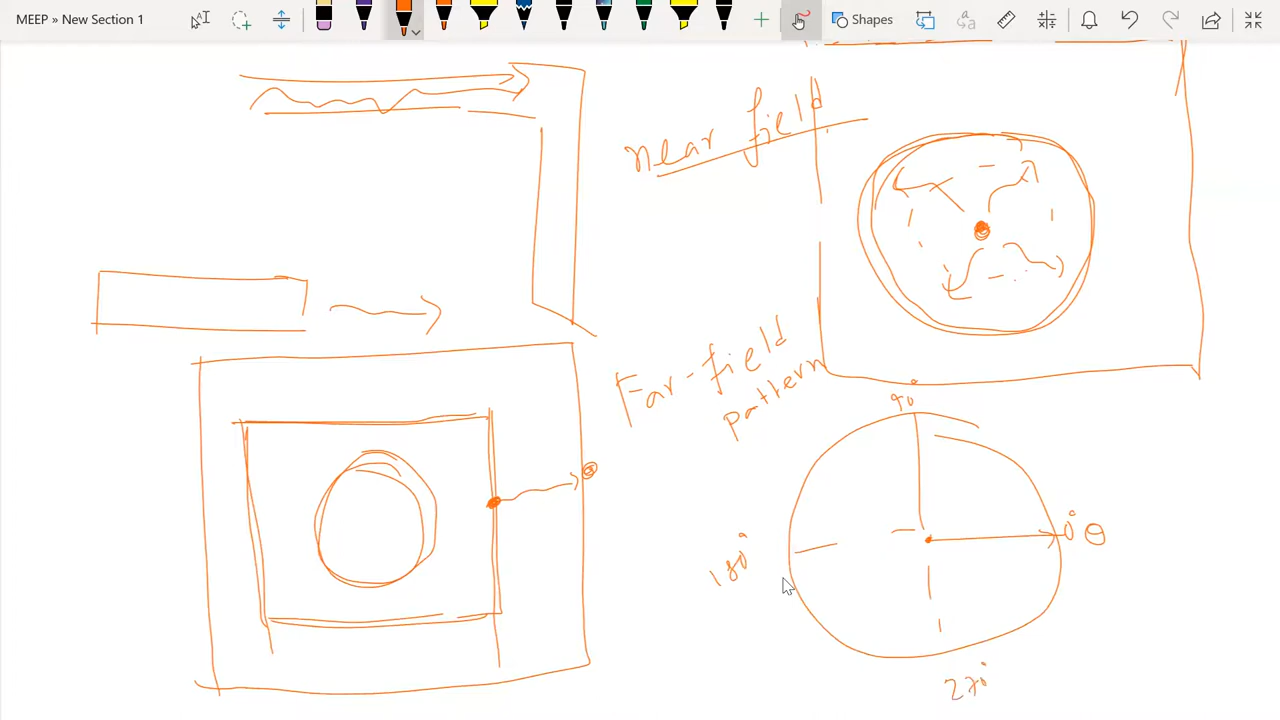 MEEP » New Section 1
Shapes
near field
Far-field
pattern
90°
0° θ
180°
270°